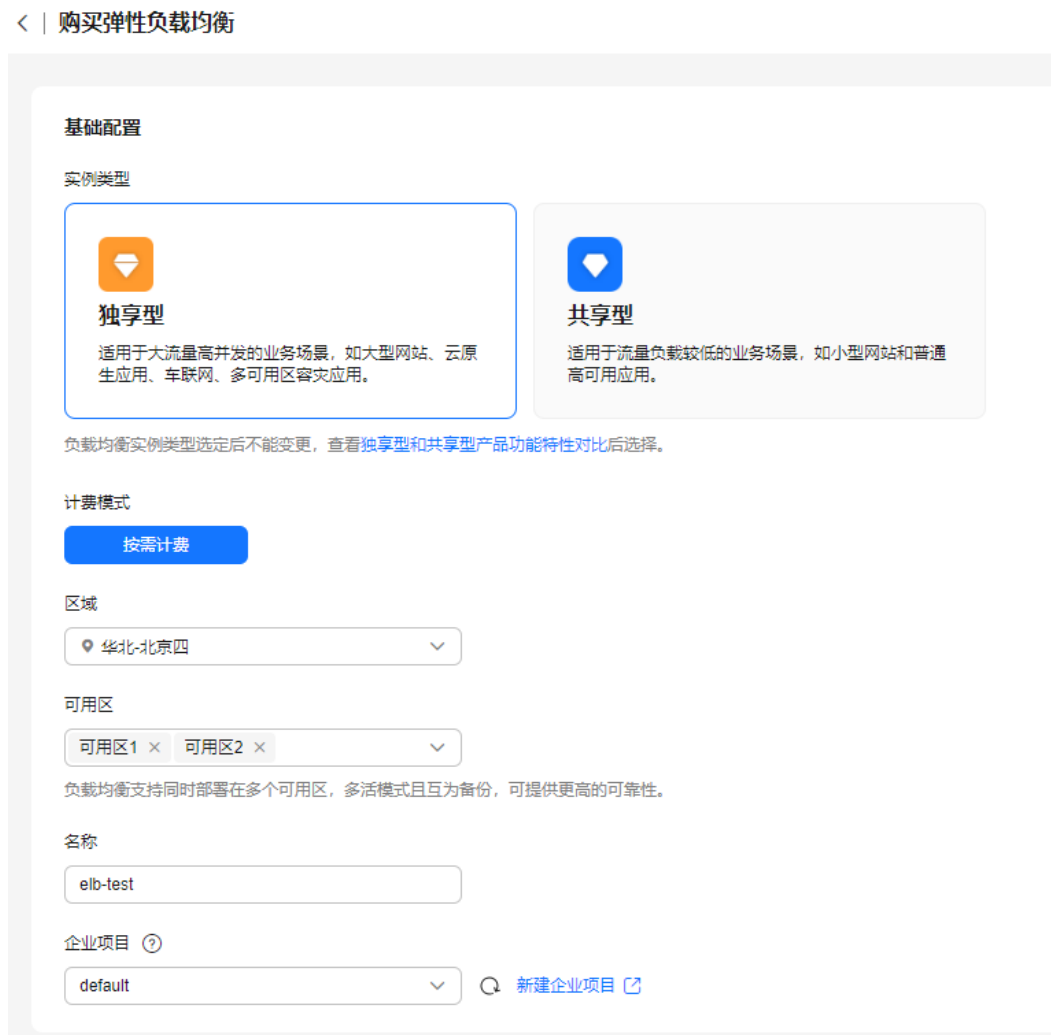 购买弹性负载均衡
基础配置
实例类型
独享型
适用于大流量高并发的业务场景，如大型网站、云原
生应用、车联网、多可用区容灾应用。
共享型
适用于流量负载较低的业务场景，如小型网站和普通
高可用应用。
负载均衡实例类型选定后不能变更，查看独享型和共享型产品功能特性对比后选择。
计费模式
按需计费
区域
华北-北京四
可用区
可用区1 × 可用区2 ×
负载均衡支持同时部署在多个可用区，多活模式且互为备份，可提供更高的可靠性。
名称
elb-test
企业项目 ?
default 新建企业项目